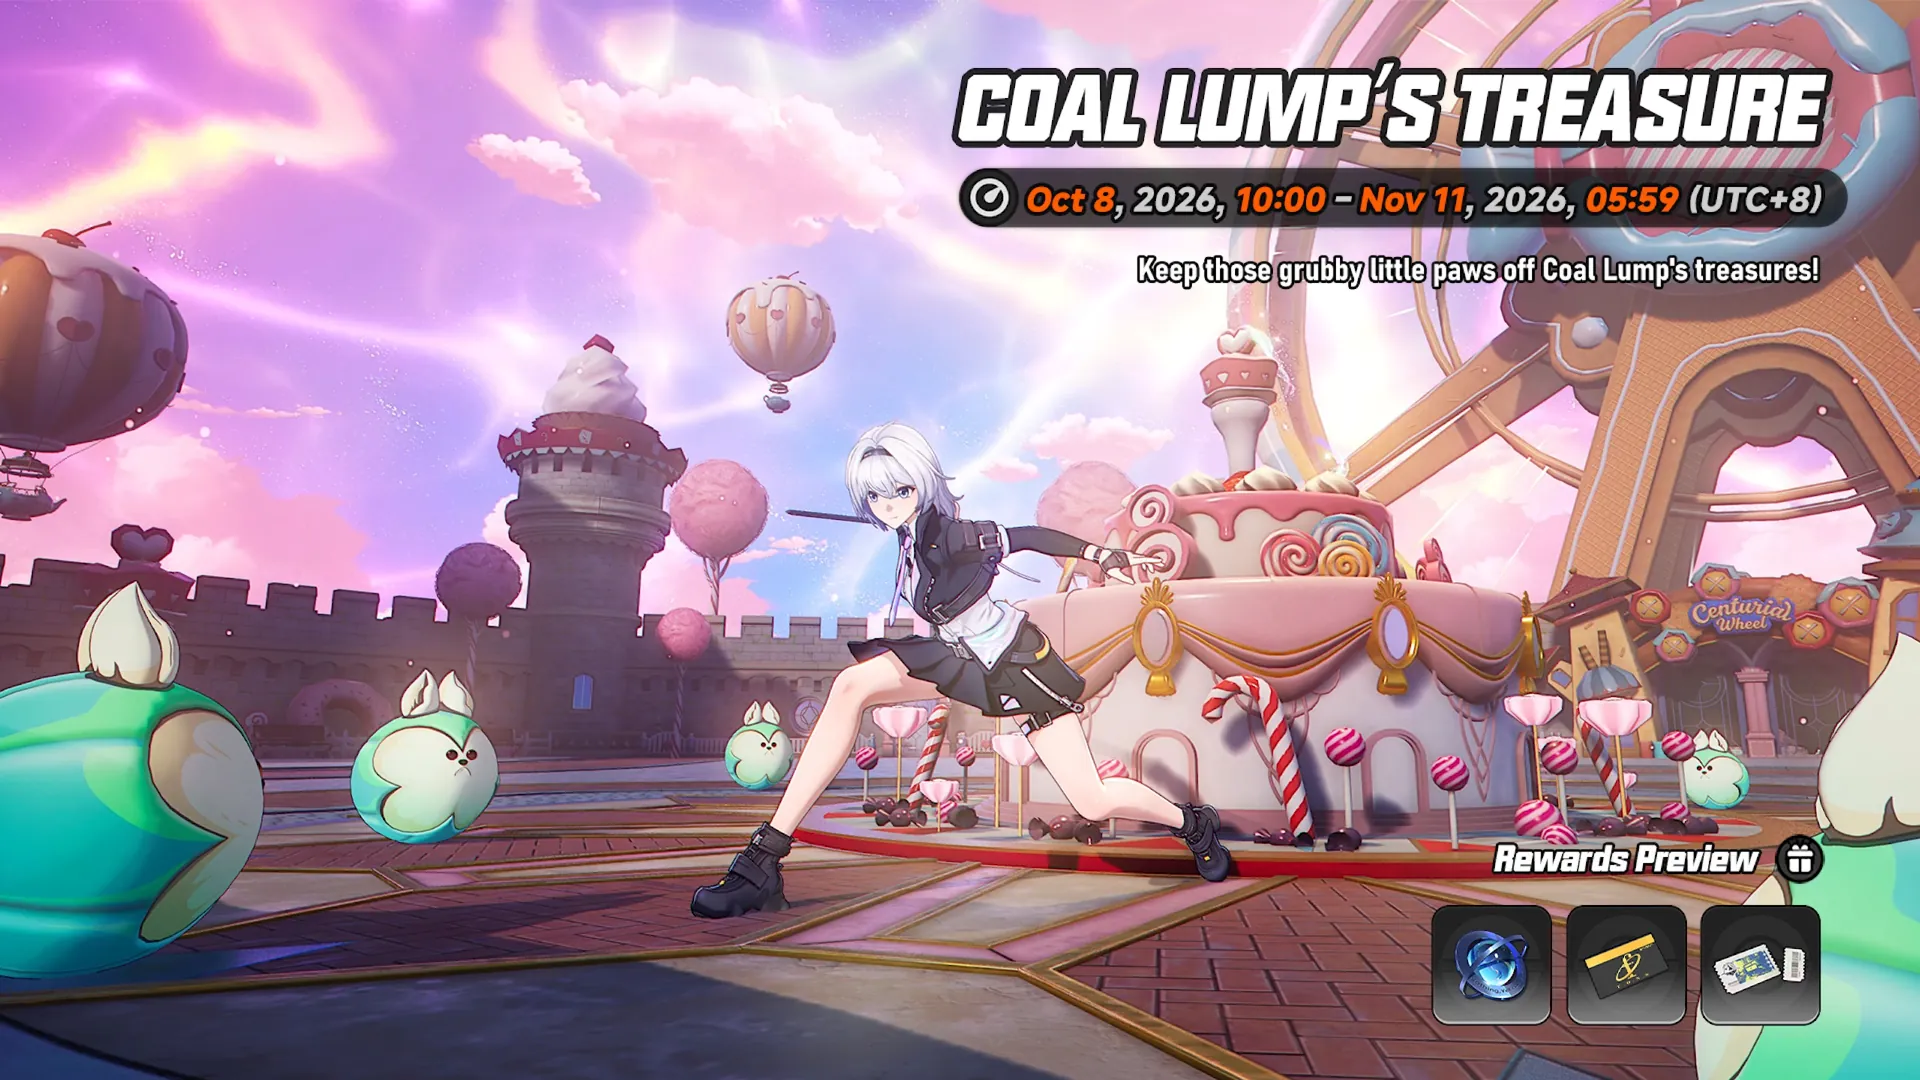 COAL LUMP'S TREASURE
Oct 8, 2026, 10:00 – Nov 11, 2026, 05:59 (UTC+8)
Keep those grubby little paws off Coal Lump's treasures!
Centurial
Wheel
Rewards Preview